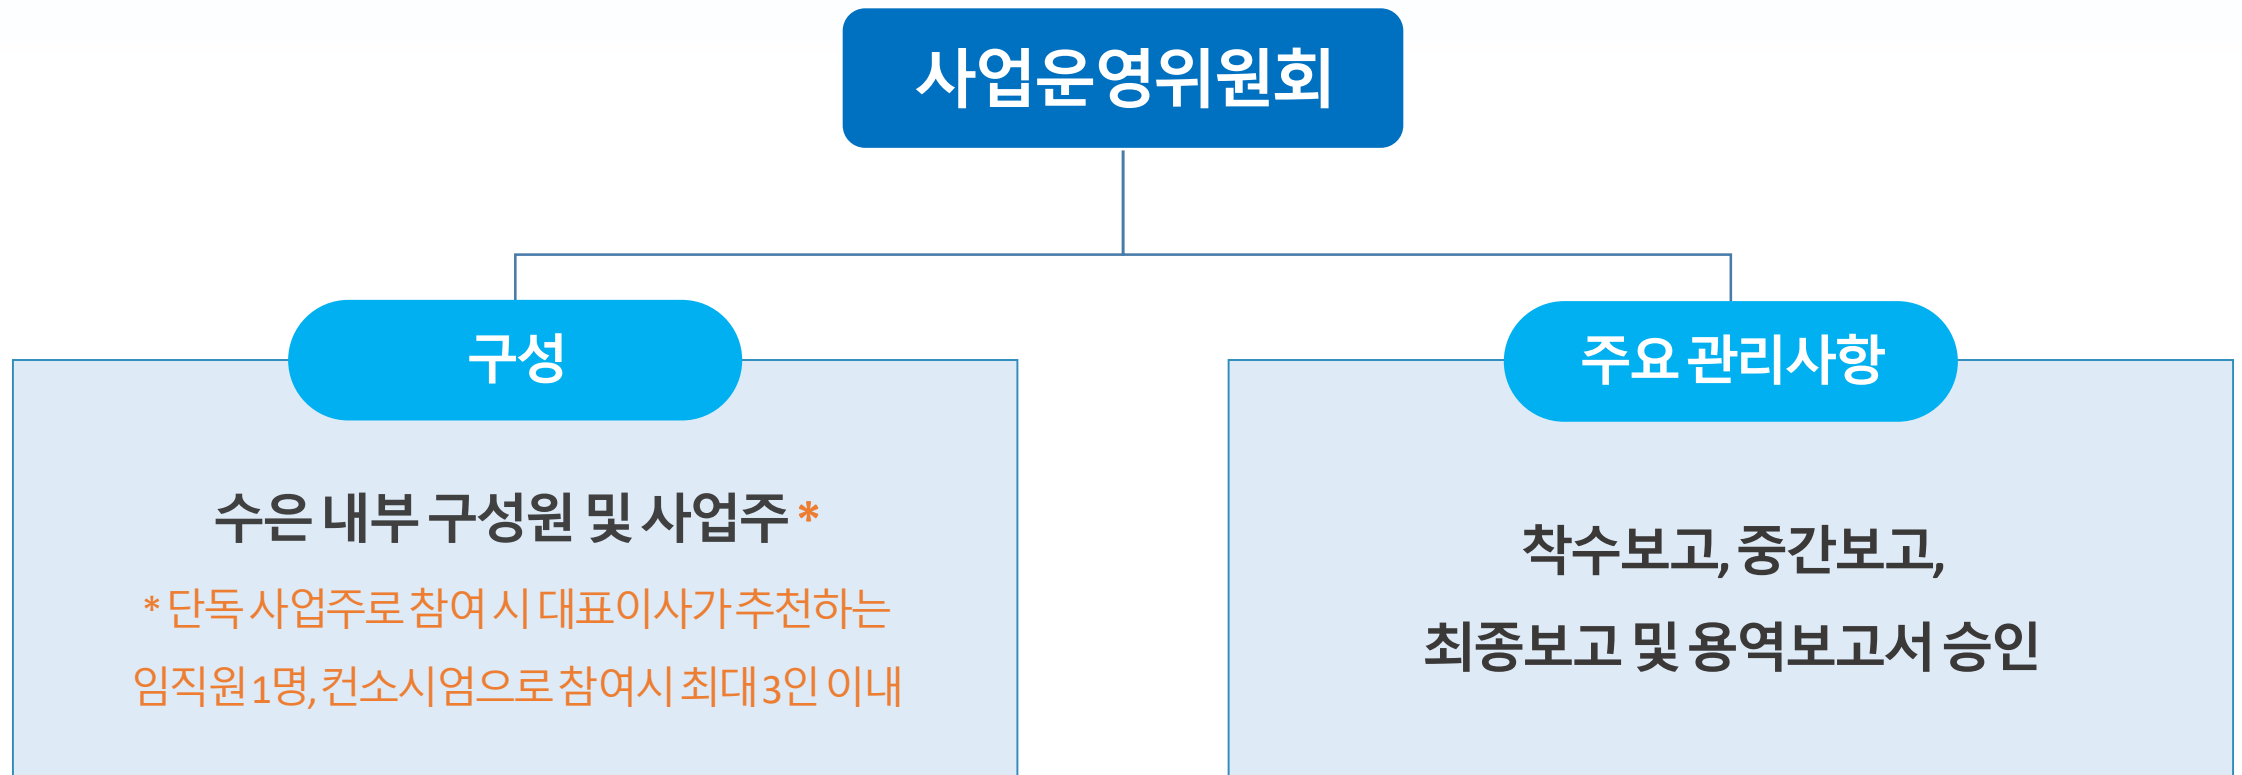 사업운영위원회
구성
수은 내부 구성원 및 사업주 *
* 단독 사업주로 참여 시 대표이사가 추천하는
임직원 1명, 컨소시엄으로 참여시 최대 3인 이내
주요 관리사항
착수보고, 중간보고,
최종보고 및 용역보고서 승인